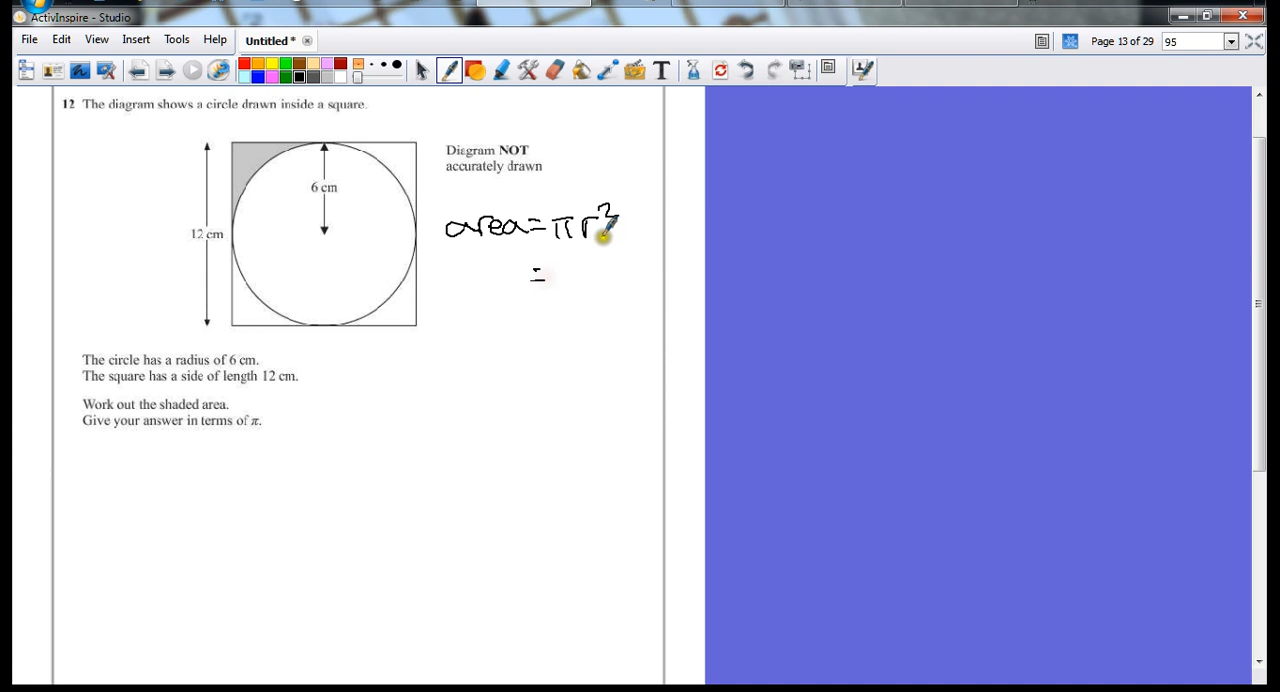 ActivInspire - Studio
File Edit View Insert Tools Help Untitled * Page 13 of 29 95
12 The diagram shows a circle drawn inside a square.
Diagram NOT
accurately drawn
6 cm
12 cm
area = πr²
=
The circle has a radius of 6 cm.
The square has a side of length 12 cm.
Work out the shaded area.
Give your answer in terms of π.